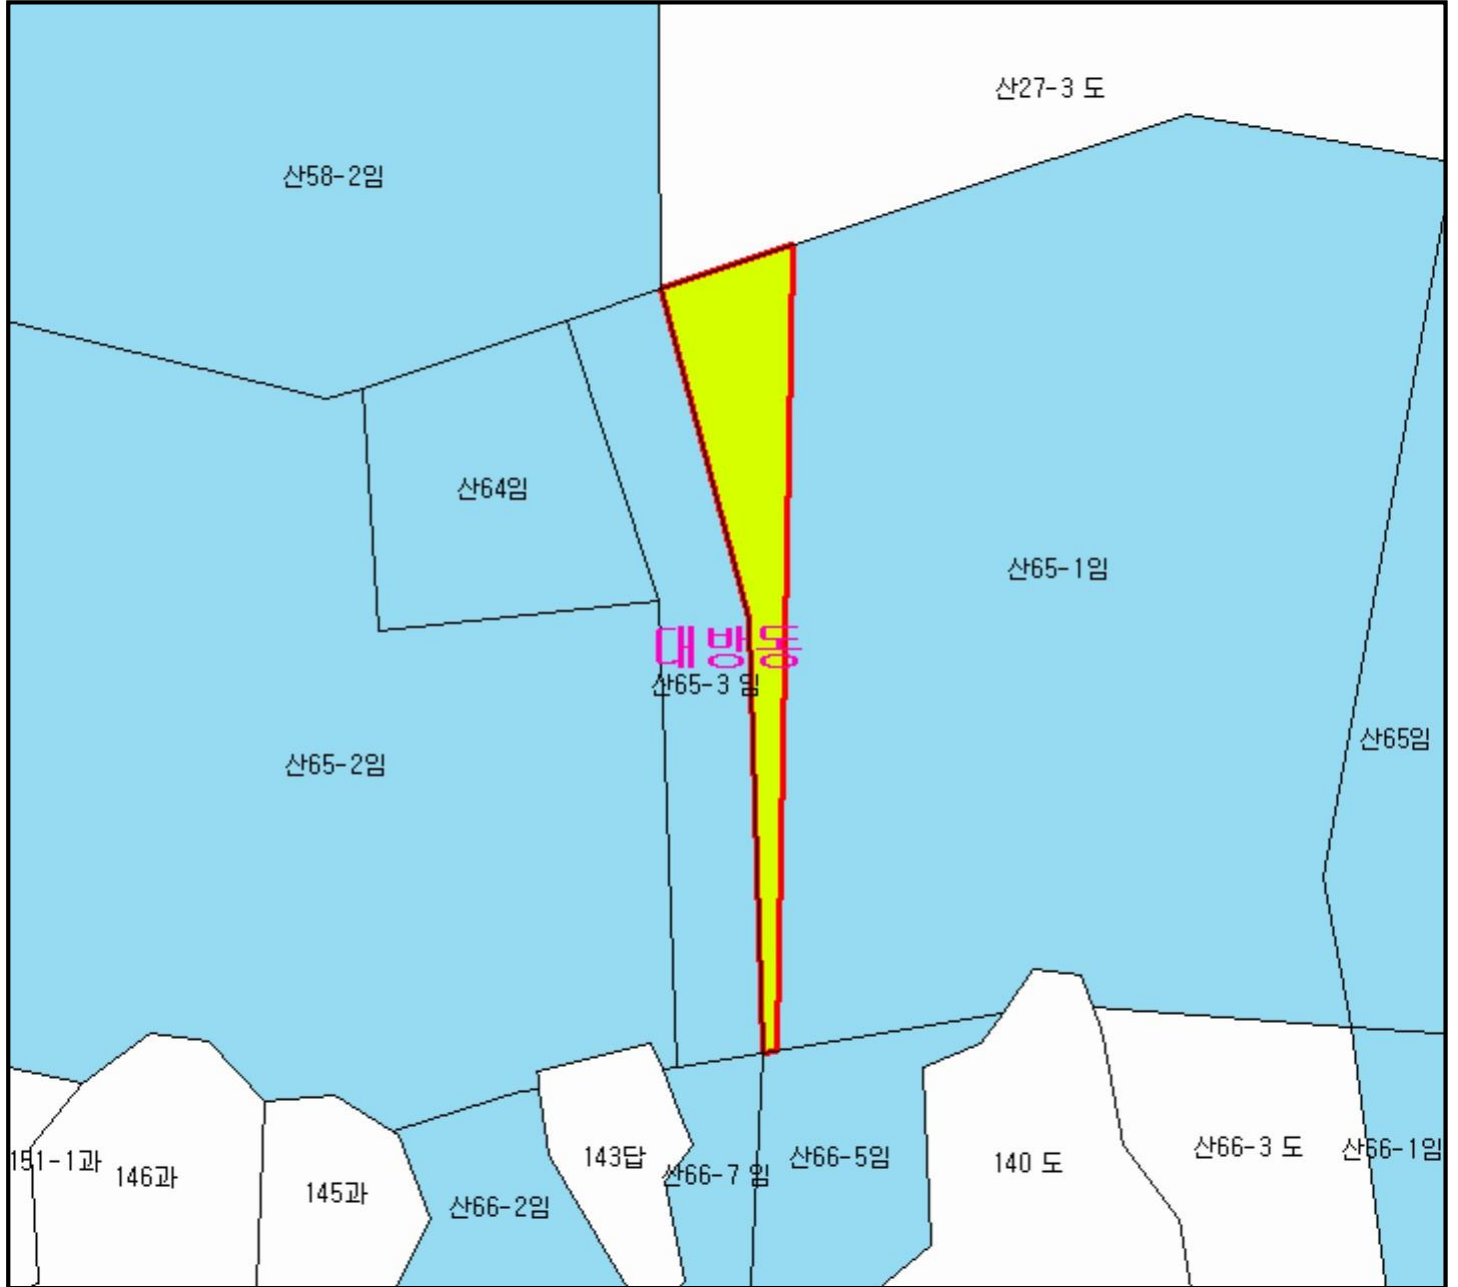 산27-3 도
산58-2임
산64임
산65-1임
대방동
산65-3 임
산65임
산65-2임
151-1과
146과
145과
산66-2임
143답
산66-7 임
산66-5임
140 도
산66-3 도
산66-1임